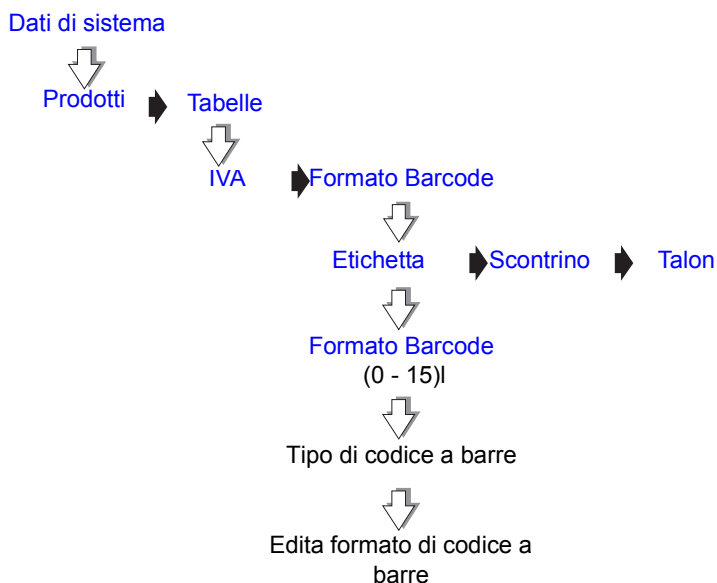 Dati di sistema
Prodotti Tabelle
IVA Formato Barcode
Etichetta Scontrino Talon
Formato Barcode
(0 - 15)l
Tipo di codice a barre
Edita formato di codice a
barre